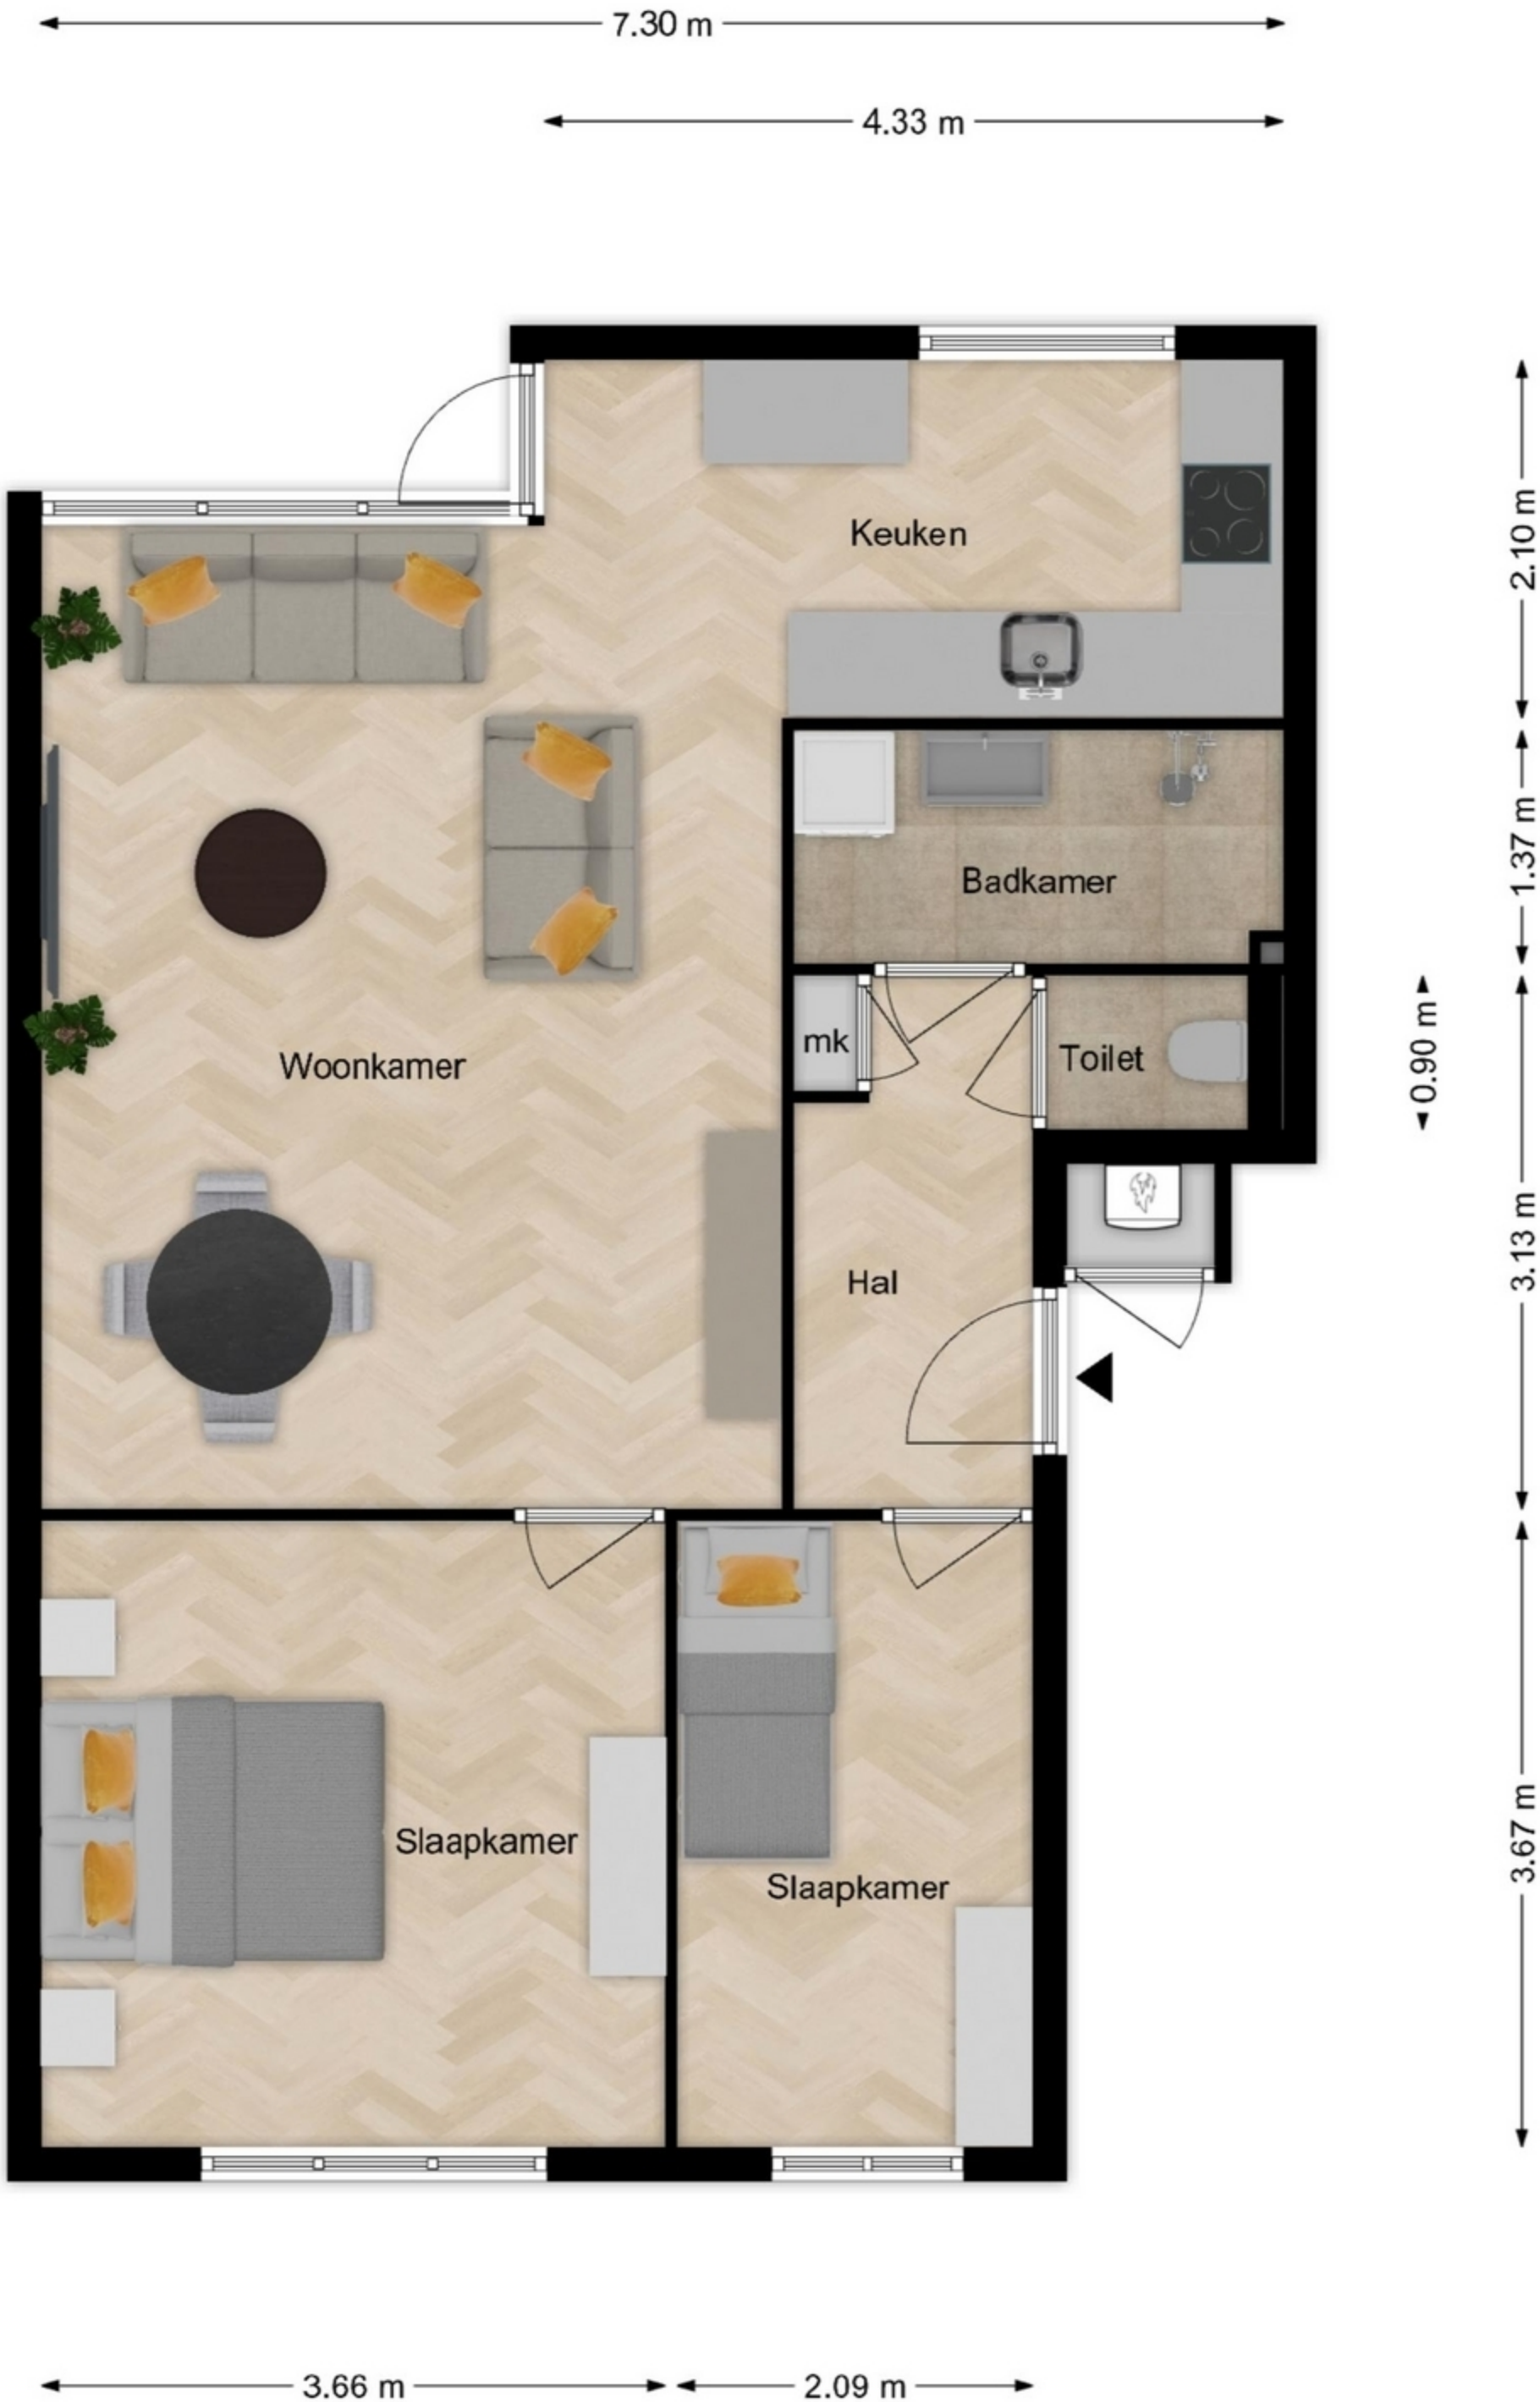 7.30 m
4.33 m
Keuken
2.10 m
Badkamer
1.37 m
mk
Toilet
0.90 m
Woonkamer
Hal
3.13 m
Slaapkamer
Slaapkamer
3.67 m
3.66 m
2.09 m